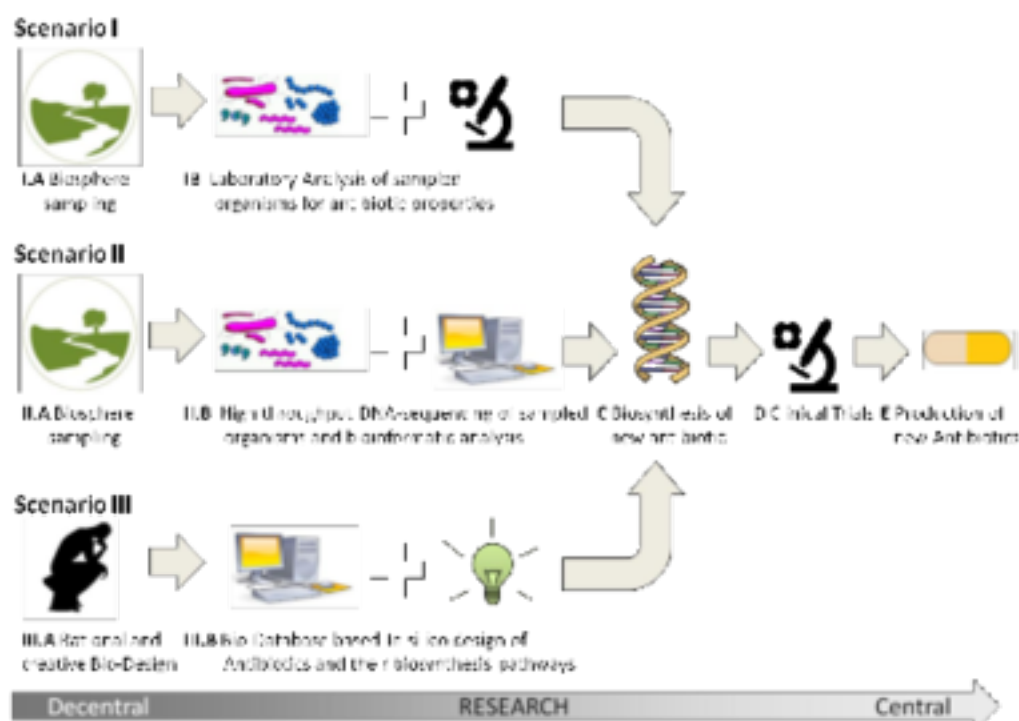 Scenario I
I.A Biosphere
sampling
IB Laboratory Analysis of sampled
organisms for antibiotic properties
Scenario II
II.A Biosphere
sampling
II.B High throughput DNA-sequencing of sampled
organisms and bioinformatic analysis
C Biosynthesis of
new antibiotic
D Clinical Trials
E Production of
new Antibiotics
Scenario III
III.A Rational and
creative Bio-Design
III.B Bio-Database based In silico design of
Antibiotics and their biosynthesis pathways
Decentral RESEARCH Central